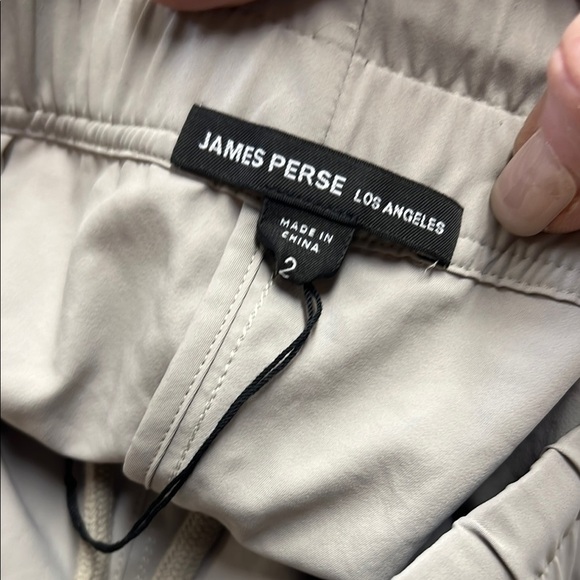 JAMES PERSE LOS ANGELES
MADE IN
CHINA
2